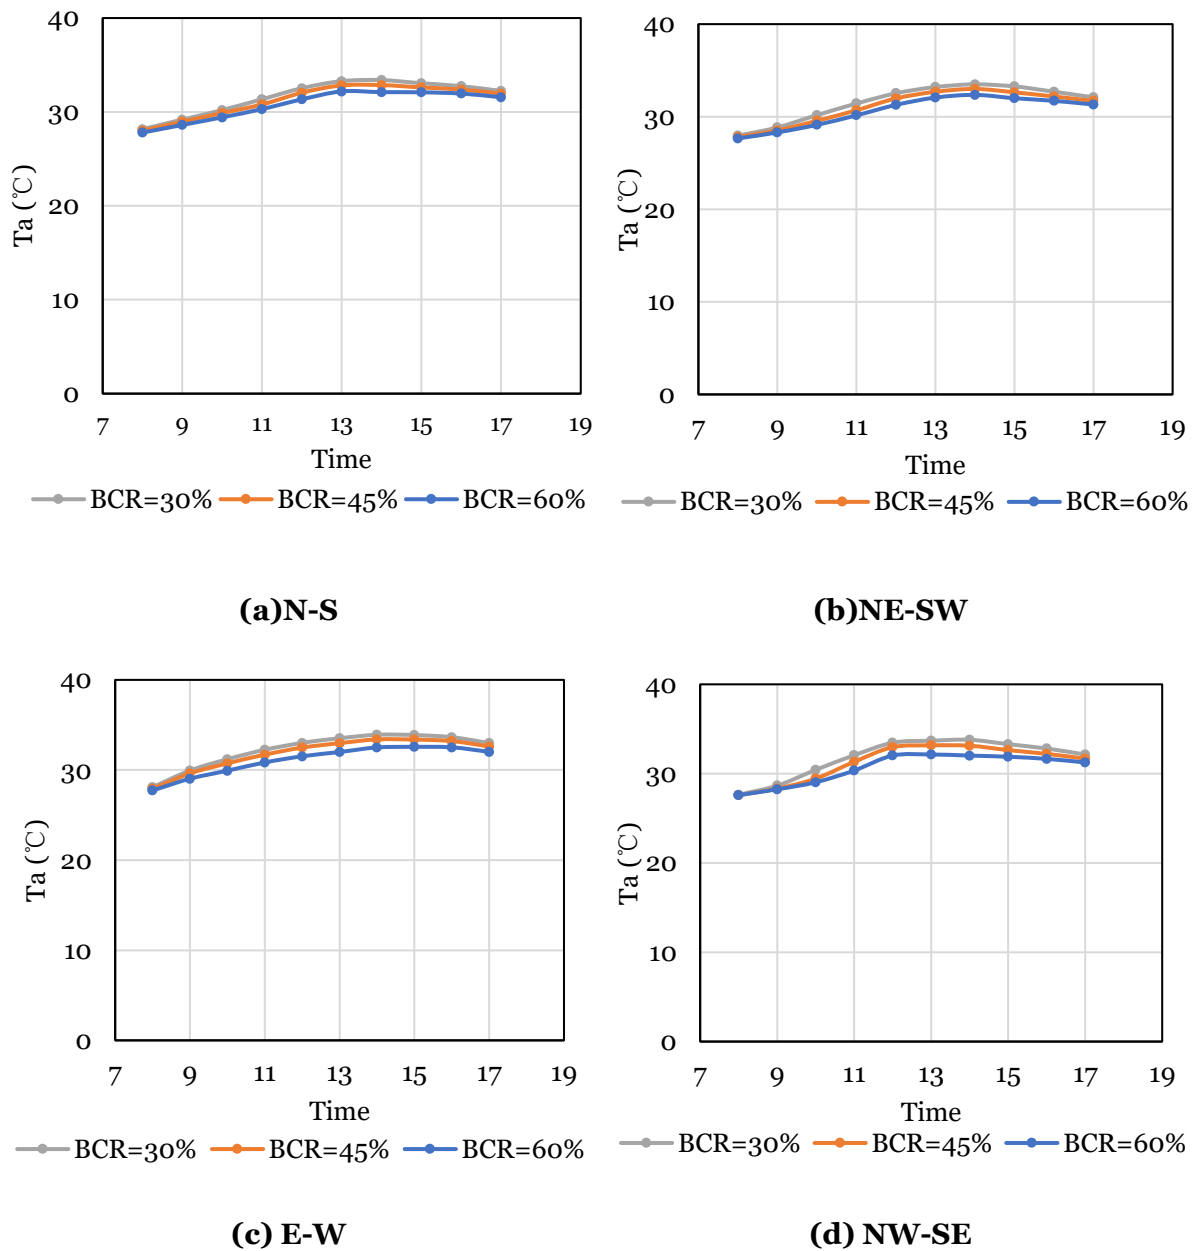 40
30
20
10
0
Ta (℃)
7 9 11 13 15 17 19
Time
BCR=30% BCR=45% BCR=60%
(a)N-S
40
30
20
10
0
Ta (℃)
7 9 11 13 15 17 19
Time
BCR=30% BCR=45% BCR=60%
(b)NE-SW
40
30
20
10
0
Ta (℃)
7 9 11 13 15 17 19
Time
BCR=30% BCR=45% BCR=60%
(c) E-W
40
30
20
10
0
Ta (℃)
7 9 11 13 15 17 19
Time
BCR=30% BCR=45% BCR=60%
(d) NW-SE